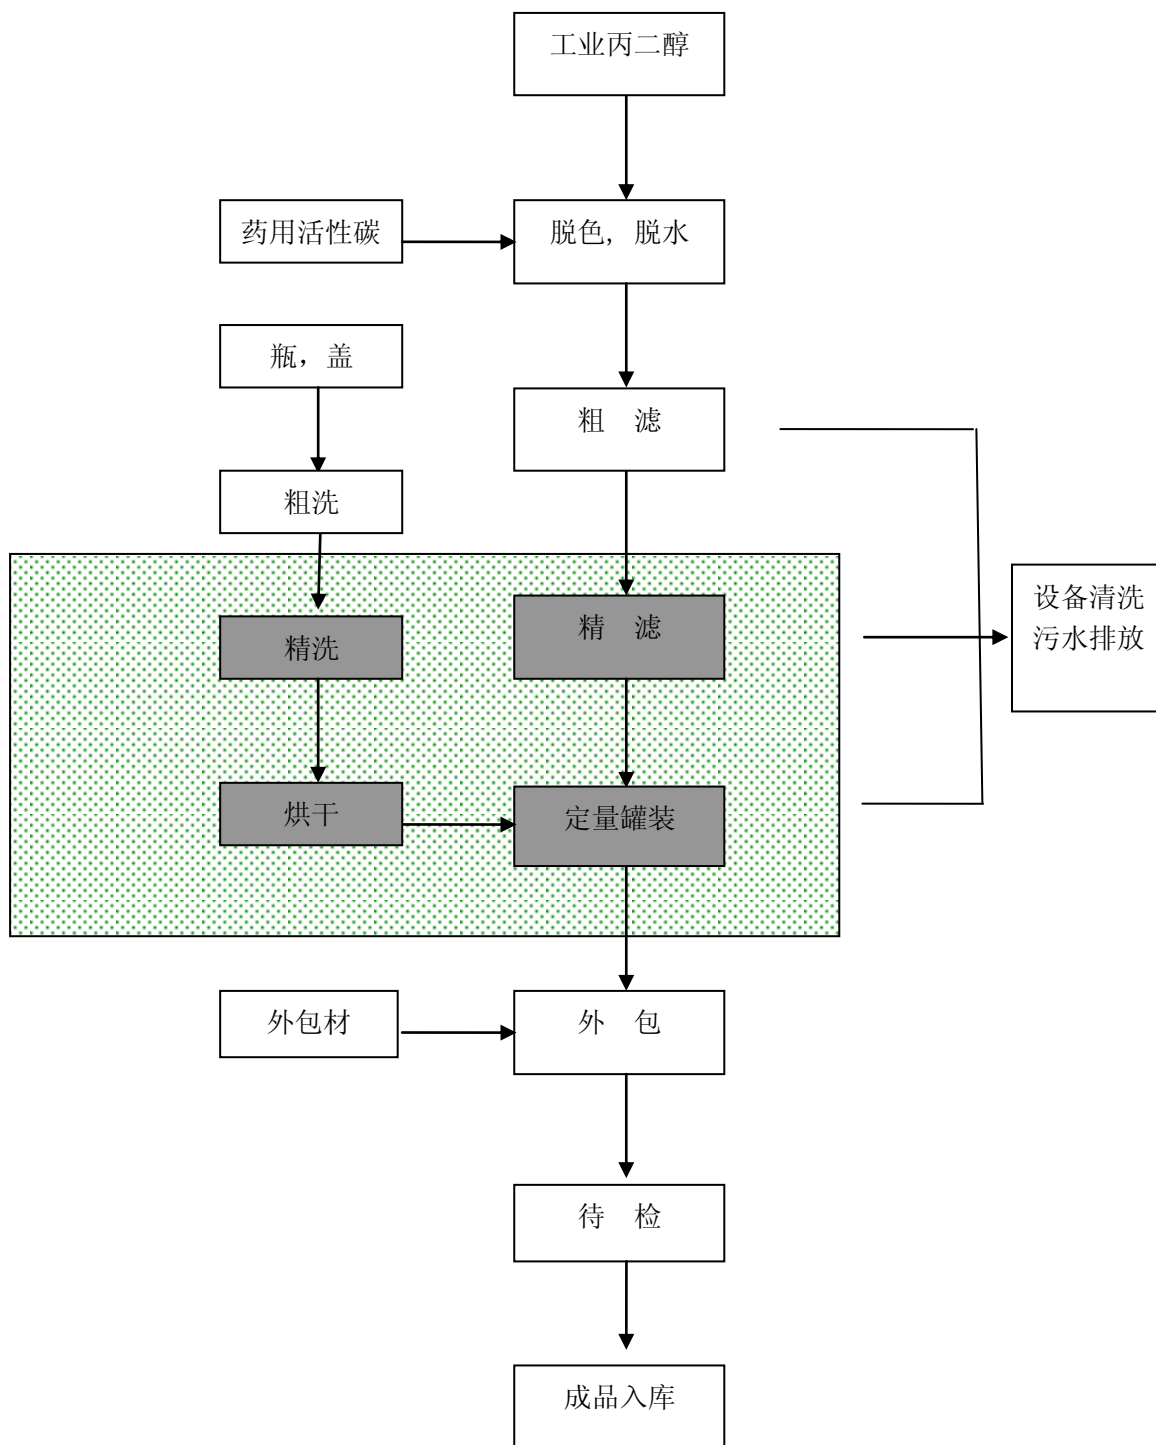 工业丙二醇
药用活性碳
脱色，脱水
瓶，盖
粗 滤
粗洗
设备清洗
污水排放
精洗
精 滤
烘干
定量罐装
外包材
外 包
待 检
成品入库